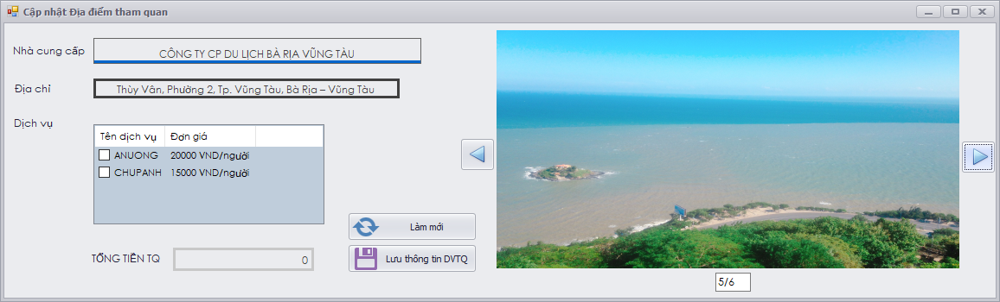 Cập nhật Địa điểm tham quan
Nhà cung cấp
CÔNG TY CP DU LỊCH BÀ RỊA VŨNG TÀU
Địa chỉ
Thùy Vân, Phường 2, Tp. Vũng Tàu, Bà Rịa – Vũng Tàu
Dịch vụ
Tên dịch vụ Đơn giá
ANUONG 20000 VND/người
CHUPANH 15000 VND/người
Làm mới
TỔNG TIỀN TQ 0
Lưu thông tin DVTQ
5/6